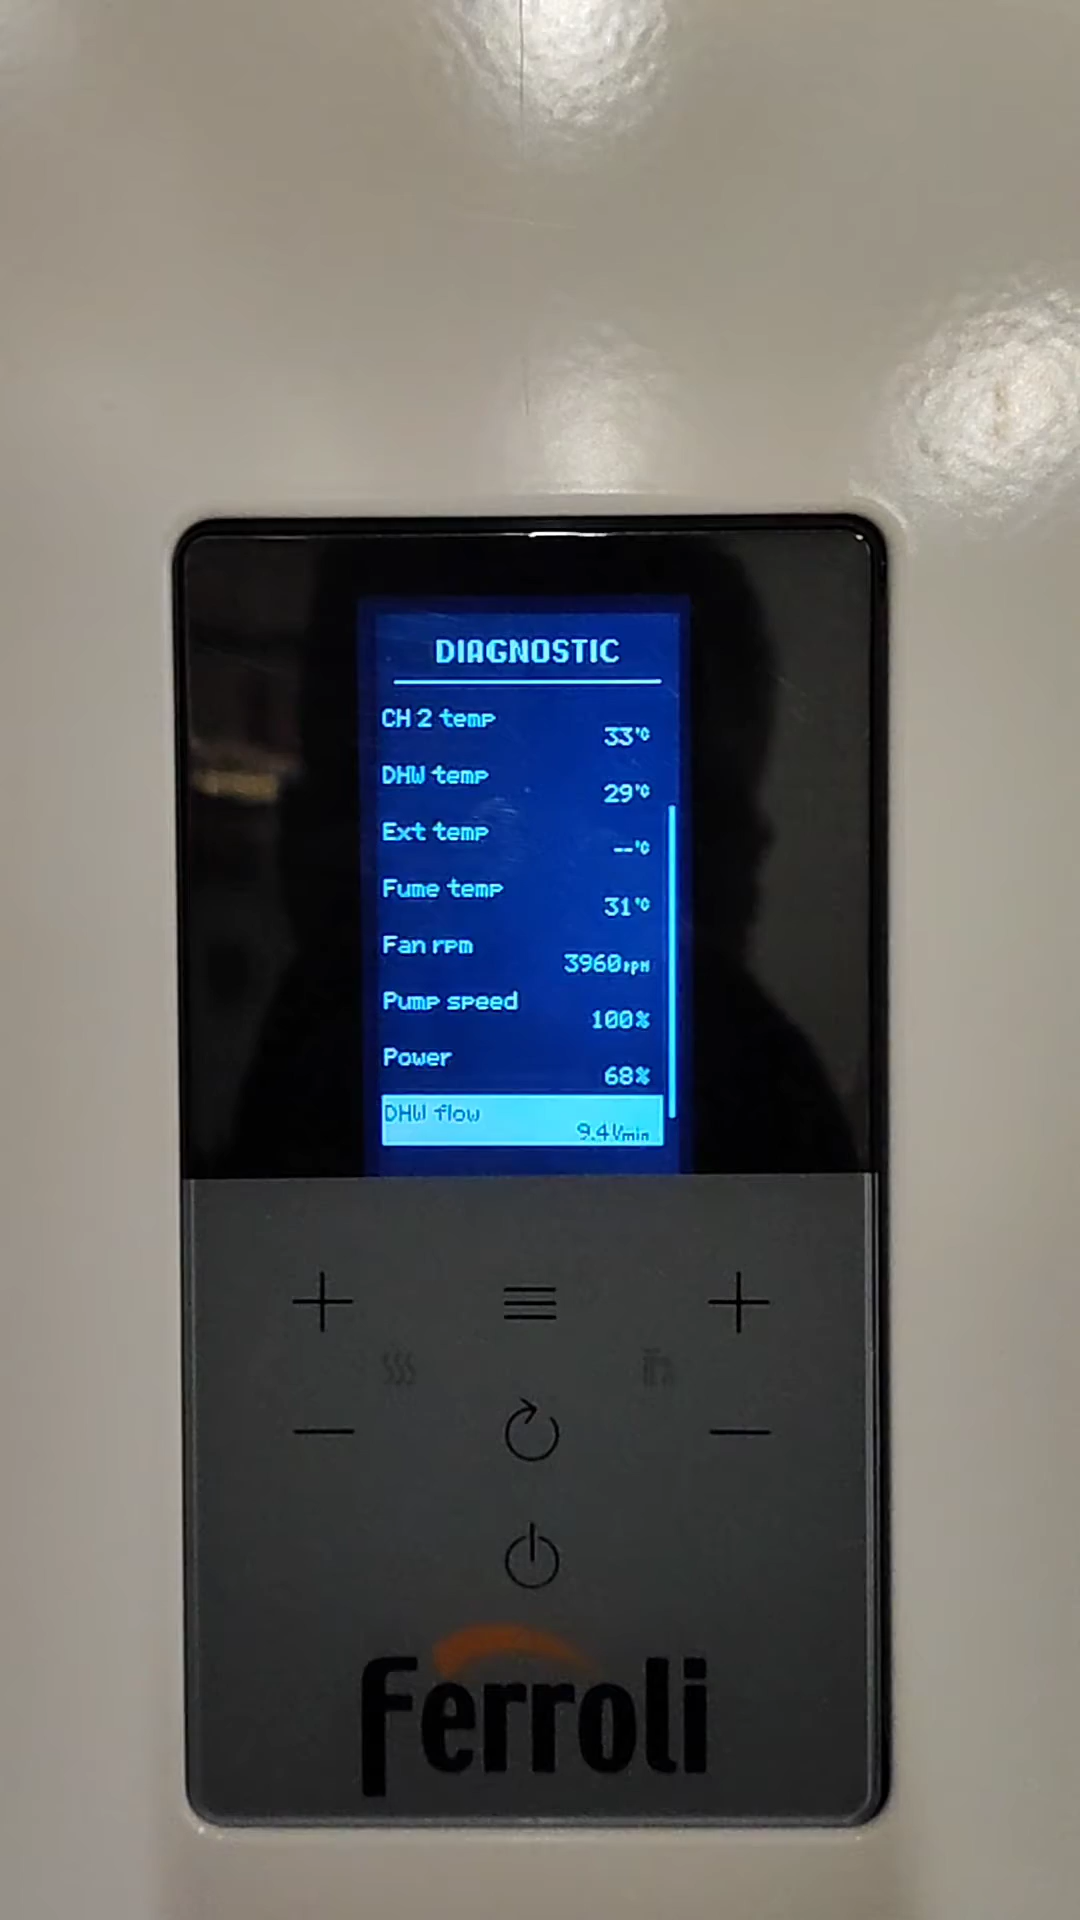 DIAGNOSTIC
CH 2 temp
33°C
DHW temp
29°C
Ext temp
--°C
Fume temp
31°C
Fan rpm
3960rpm
Pump speed
100%
Power
68%
DHW flow
9.4l/min
ferroli